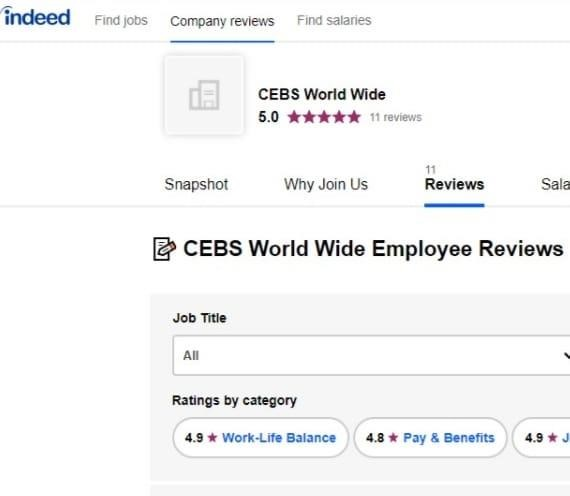 indeed Find jobs Company reviews Find salaries
CEBS World Wide
5.0 ★★★★★ 11 reviews
11
Snapshot Why Join Us Reviews Sala
CEBS World Wide Employee Reviews
Job Title
All
Ratings by category
4.9 ★ Work-Life Balance 4.8 ★ Pay & Benefits 4.9 ★ J